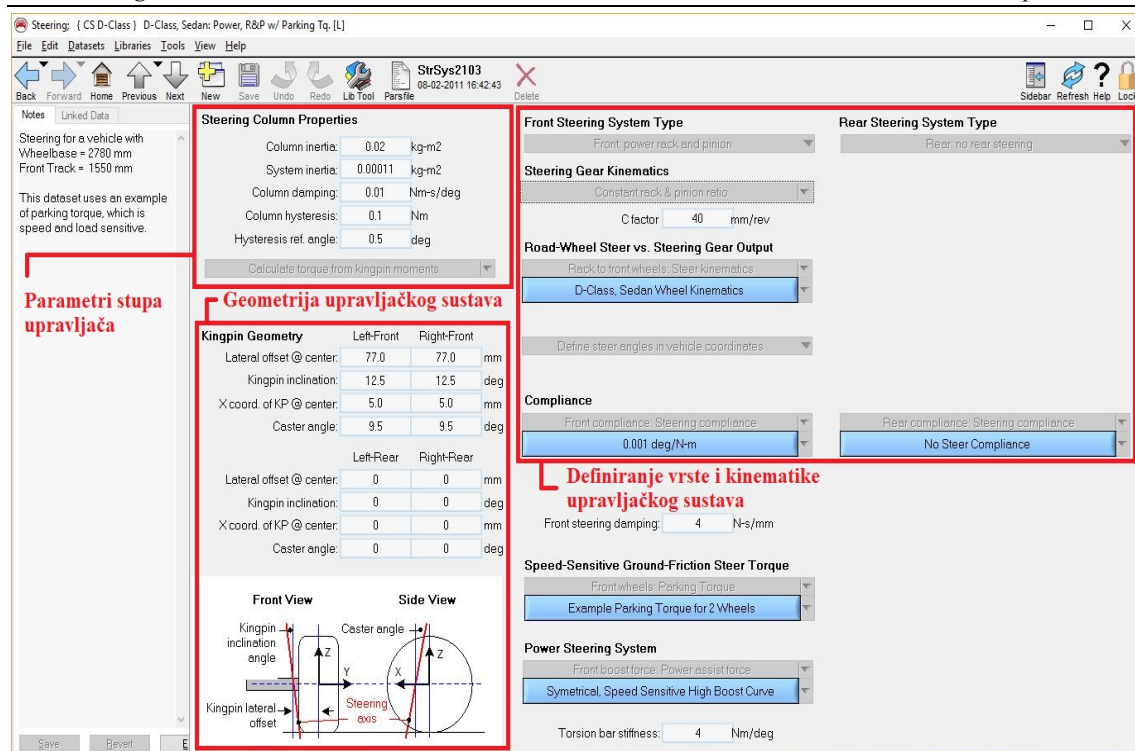 Steering; { CS D-Class } D-Class, Sedan: Power, R&P w/ Parking Tq. [L]
File Edit Datasets Libraries Tools View Help
Back Forward Home Previous Next New Save Undo Redo Lib Tool Parsfile
StrSys2103
08-02-2011 16:42:43
Delete
Sidebar Refresh Help Lock
Notes Linked Data
Steering for a vehicle with
Wheelbase = 2780 mm
Front Track = 1550 mm
This dataset uses an example
of parking torque, which is
speed and load sensitive.
Parametri stupa
upravljača
Save Revert E
Steering Column Properties
Column inertia: 0.02 kg-m2
System inertia: 0.00011 kg-m2
Column damping: 0.01 Nm-s/deg
Column hysteresis: 0.1 Nm
Hysteresis ref. angle: 0.5 deg
Calculate torque from kingpin moments
Geometrija upravljačkog sustava
Kingpin Geometry Left-Front Right-Front
Lateral offset @ center: 77.0 77.0 mm
Kingpin inclination: 12.5 12.5 deg
X coord. of KP @ center: 5.0 5.0 mm
Caster angle: 9.5 9.5 deg
Left-Rear Right-Rear
Lateral offset @ center: 0 0 mm
Kingpin inclination: 0 0 deg
X coord. of KP @ center: 0 0 mm
Caster angle: 0 0 deg
Front View Side View
Kingpin
inclination
angle
Caster angle
Z
Y
Z
X
Kingpin lateral
offset
Steering
axis
Front Steering System Type
Front: power rack and pinion
Steering Gear Kinematics
Constant rack & pinion ratio
C factor 40 mm/rev
Road-Wheel Steer vs. Steering Gear Output
Rack to front wheels: Steer kinematics
D-Class, Sedan Wheel Kinematics
Define steer angles in vehicle coordinates
Compliance
Front compliance: Steering compliance
0.001 deg/N-m
Rear Steering System Type
Rear: no rear steering
Rear compliance: Steering compliance
No Steer Compliance
Definiranje vrste i kinematike
upravljačkog sustava
Front steering damping: 4 N-s/mm
Speed-Sensitive Ground-Friction Steer Torque
Front wheels: Parking Torque
Example Parking Torque for 2 Wheels
Power Steering System
Front boost force: Power assist force
Symetrical, Speed Sensitive High Boost Curve
Torsion bar stiffness: 4 Nm/deg